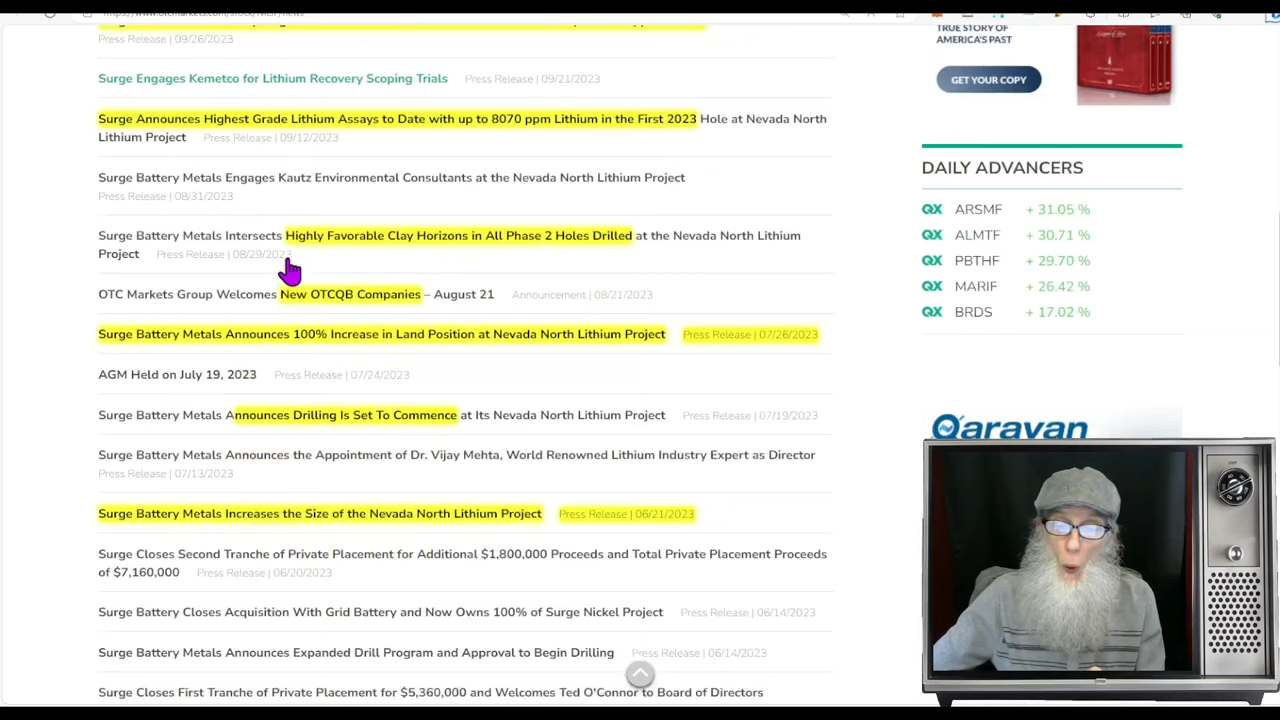 Press Release | 09/26/2023
Surge Engages Kemetco for Lithium Recovery Scoping Trials Press Release | 09/21/2023
Surge Announces Highest Grade Lithium Assays to Date with up to 8070 ppm Lithium in the First 2023 Hole at Nevada North
Lithium Project Press Release | 09/12/2023
Surge Battery Metals Engages Kautz Environmental Consultants at the Nevada North Lithium Project
Press Release | 08/31/2023
Surge Battery Metals Intersects Highly Favorable Clay Horizons in All Phase 2 Holes Drilled at the Nevada North Lithium
Project Press Release | 08/29/2023
OTC Markets Group Welcomes New OTCQB Companies – August 21 Announcement | 08/21/2023
Surge Battery Metals Announces 100% Increase in Land Position at Nevada North Lithium Project Press Release | 07/26/2023
AGM Held on July 19, 2023 Press Release | 07/24/2023
Surge Battery Metals Announces Drilling Is Set To Commence at Its Nevada North Lithium Project Press Release | 07/19/2023
Surge Battery Metals Announces the Appointment of Dr. Vijay Mehta, World Renowned Lithium Industry Expert as Director
Press Release | 07/13/2023
Surge Battery Metals Increases the Size of the Nevada North Lithium Project Press Release | 06/21/2023
Surge Closes Second Tranche of Private Placement for Additional $1,800,000 Proceeds and Total Private Placement Proceeds
of $7,160,000 Press Release | 06/20/2023
Surge Battery Closes Acquisition With Grid Battery and Now Owns 100% of Surge Nickel Project Press Release | 06/14/2023
Surge Battery Metals Announces Expanded Drill Program and Approval to Begin Drilling Press Release | 06/14/2023
Surge Closes First Tranche of Private Placement for $5,360,000 and Welcomes Ted O'Connor to Board of Directors
TRUE STORY OF
AMERICA'S PAST
GET YOUR COPY
DAILY ADVANCERS
QX ARSMF + 31.05 %
QX ALMTF + 30.71 %
QX PBTHF + 29.70 %
QX MARIF + 26.42 %
QX BRDS + 17.02 %
Qaravan